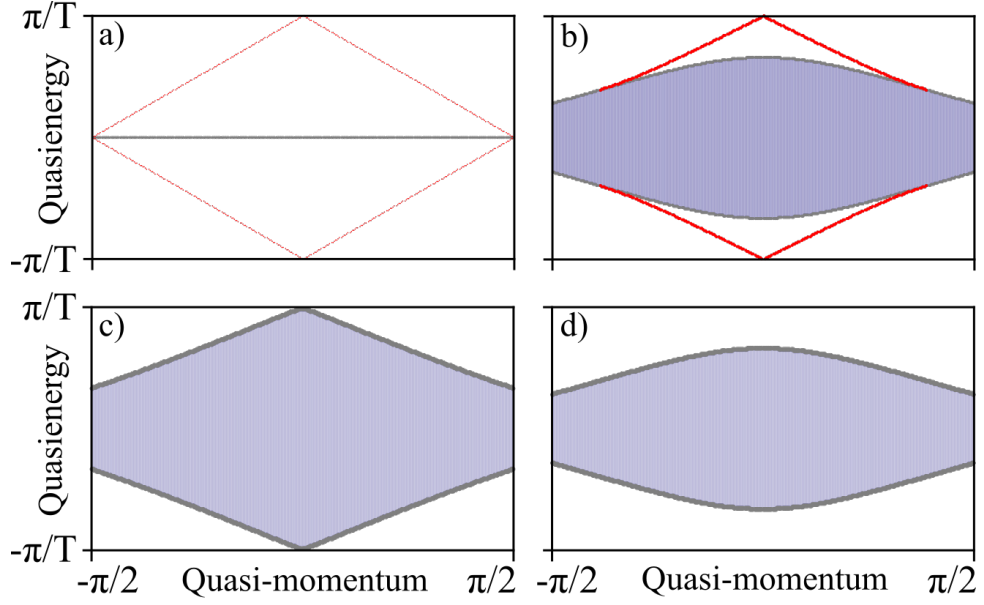 π/T
a)
b)
Quasienergy
-π/T
π/T
c)
d)
Quasienergy
-π/T
-π/2
Quasi-momentum
π/2
-π/2
Quasi-momentum
π/2